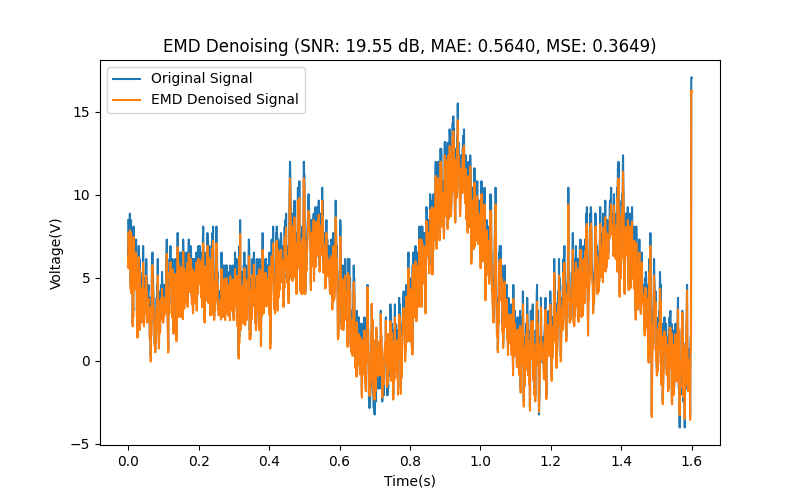 EMD Denoising (SNR: 19.55 dB, MAE: 0.5640, MSE: 0.3649)
Original Signal
EMD Denoised Signal
15
10
5
0
−5
Voltage(V)
0.0 0.2 0.4 0.6 0.8 1.0 1.2 1.4 1.6
Time(s)